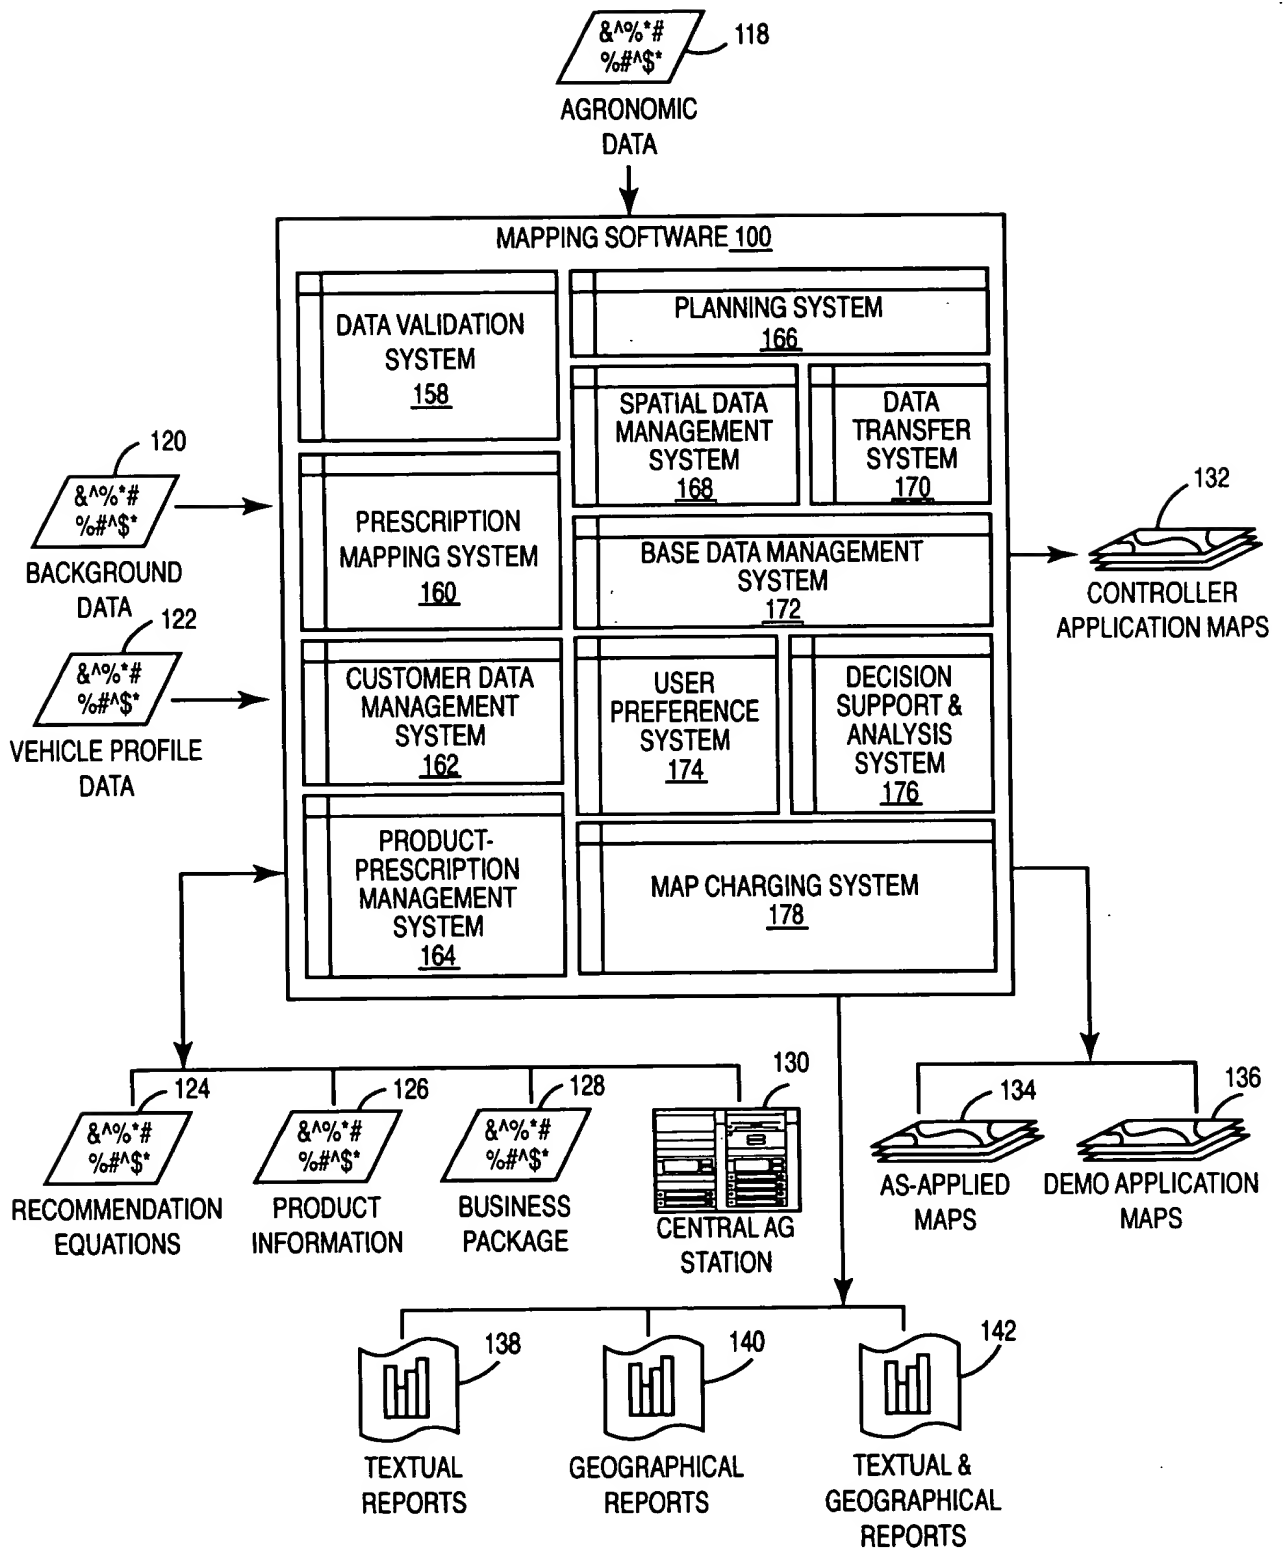 &^%*#
%#^$*
118
AGRONOMIC
DATA
MAPPING SOFTWARE 100
DATA VALIDATION
SYSTEM
158
PLANNING SYSTEM
166
SPATIAL DATA
MANAGEMENT
SYSTEM
168
DATA
TRANSFER
SYSTEM
170
120
&^%*#
%#^$*
BACKGROUND
DATA
PRESCRIPTION
MAPPING SYSTEM
160
BASE DATA MANAGEMENT
SYSTEM
172
132
CONTROLLER
APPLICATION MAPS
122
&^%*#
%#^$*
VEHICLE PROFILE
DATA
CUSTOMER DATA
MANAGEMENT
SYSTEM
162
USER
PREFERENCE
SYSTEM
174
DECISION
SUPPORT &
ANALYSIS
SYSTEM
176
PRODUCT-
PRESCRIPTION
MANAGEMENT
SYSTEM
164
MAP CHARGING SYSTEM
178
124
&^%*#
%#^$*
RECOMMENDATION
EQUATIONS
126
&^%*#
%#^$*
PRODUCT
INFORMATION
128
&^%*#
%#^$*
BUSINESS
PACKAGE
130
CENTRAL AG
STATION
134
AS-APPLIED
MAPS
136
DEMO APPLICATION
MAPS
138
TEXTUAL
REPORTS
140
GEOGRAPHICAL
REPORTS
142
TEXTUAL &
GEOGRAPHICAL
REPORTS